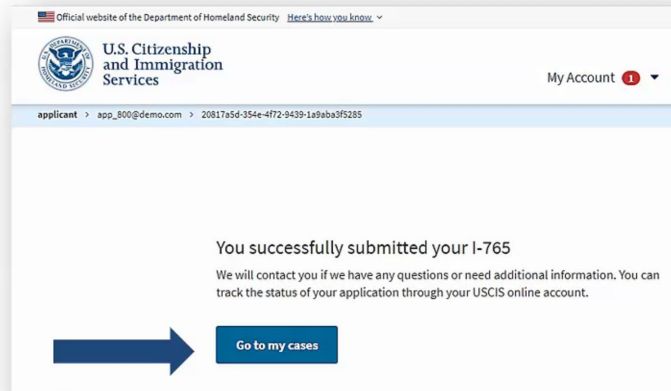 Official website of the Department of Homeland Security Here's how you know
U.S. Citizenship
and Immigration
Services
My Account 1
applicant > app_800@demo.com > 20817a5d-354e-4f72-9439-1a9aba3f5285
You successfully submitted your I-765
We will contact you if we have any questions or need additional information. You can
track the status of your application through your USCIS online account.
Go to my cases